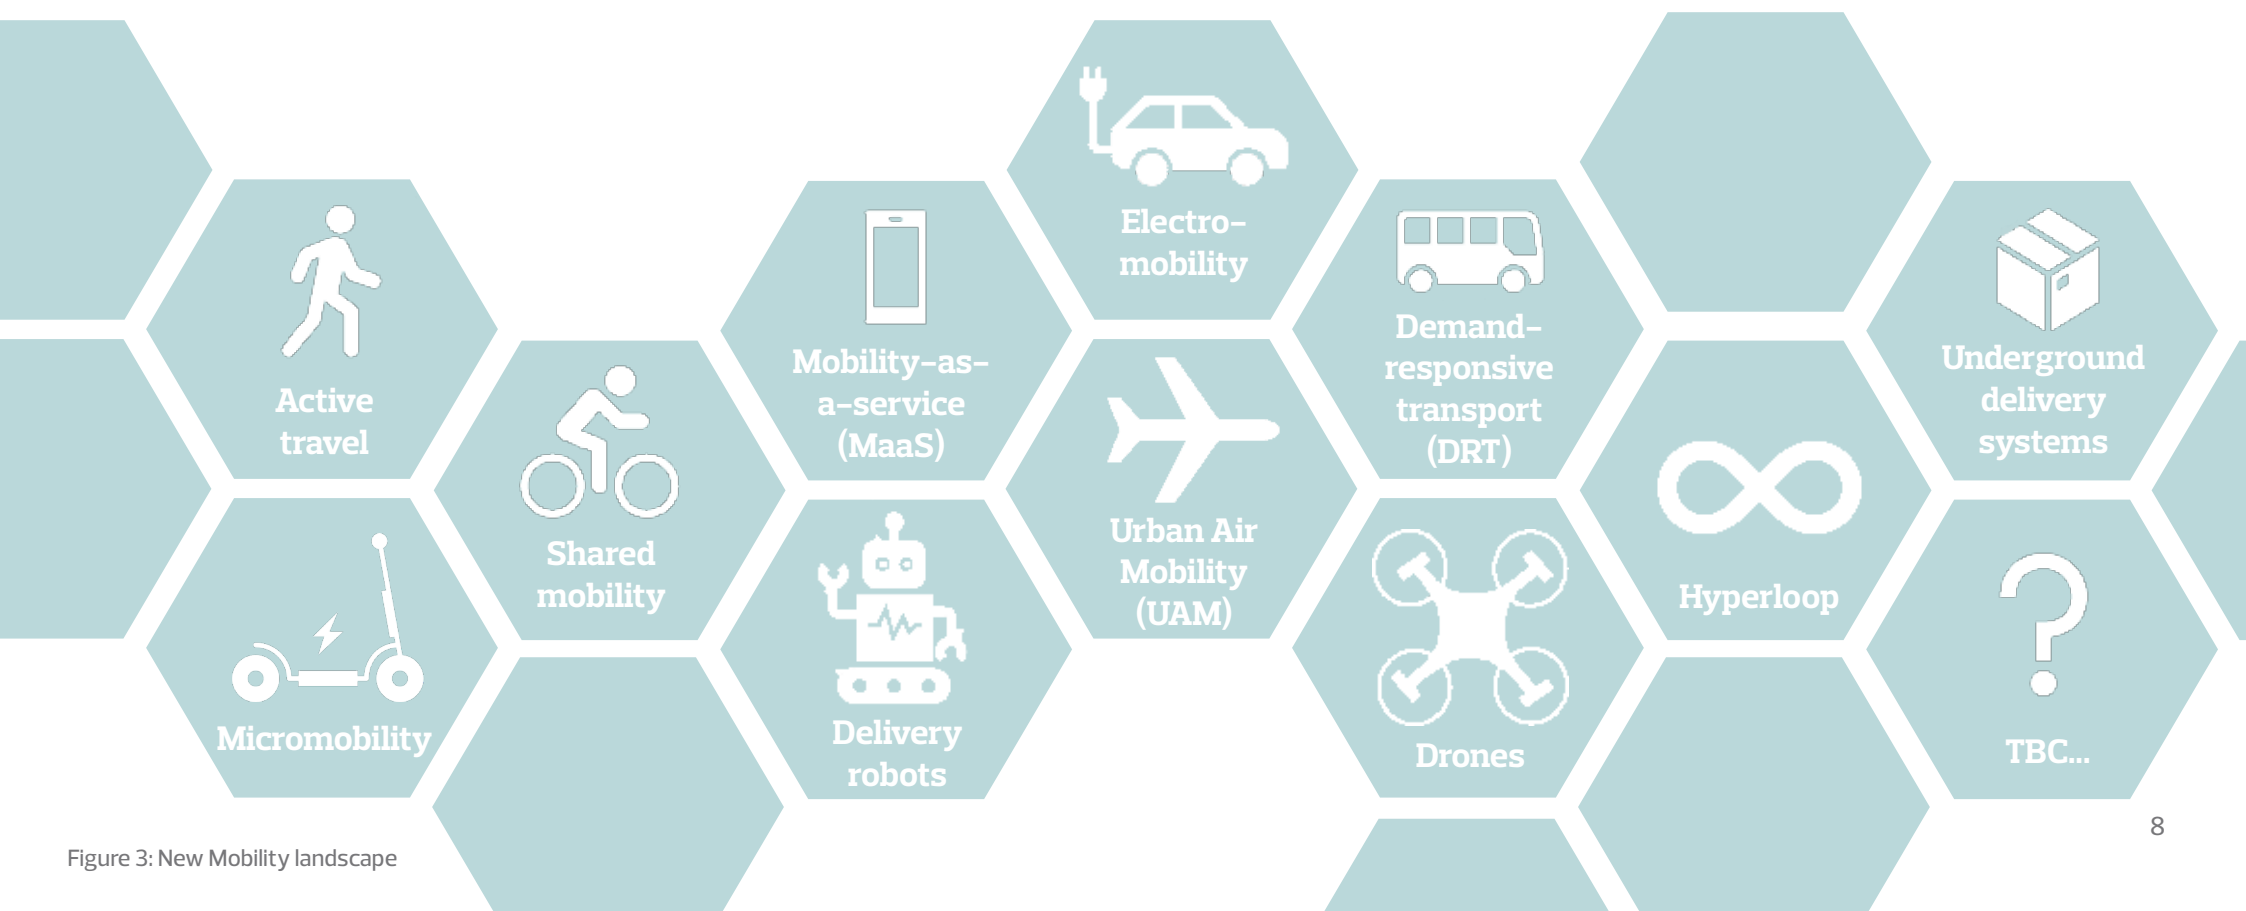 Active
travel
Micromobility
Shared
mobility
Mobility-as-
a-service
(MaaS)
Delivery
robots
Electro-
mobility
Urban Air
Mobility
(UAM)
Demand-
responsive
transport
(DRT)
Drones
Hyperloop
Underground
delivery
systems
TBC...
Figure 3: New Mobility landscape
8